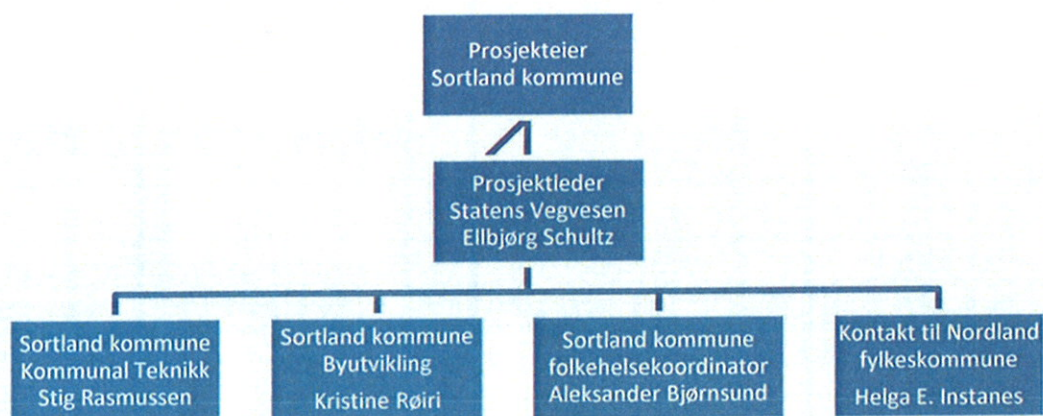 Prosjekteier
Sortland kommune
Prosjektleder
Statens Vegvesen
Ellbjørg Schultz
Sortland kommune
Kommunal Teknikk
Stig Rasmussen
Sortland kommune
Byutvikling
Kristine Røiri
Sortland kommune
folkehelsekoordinator
Aleksander Bjørnsund
Kontakt til Nordland
fylkeskommune
Helga E. Instanes